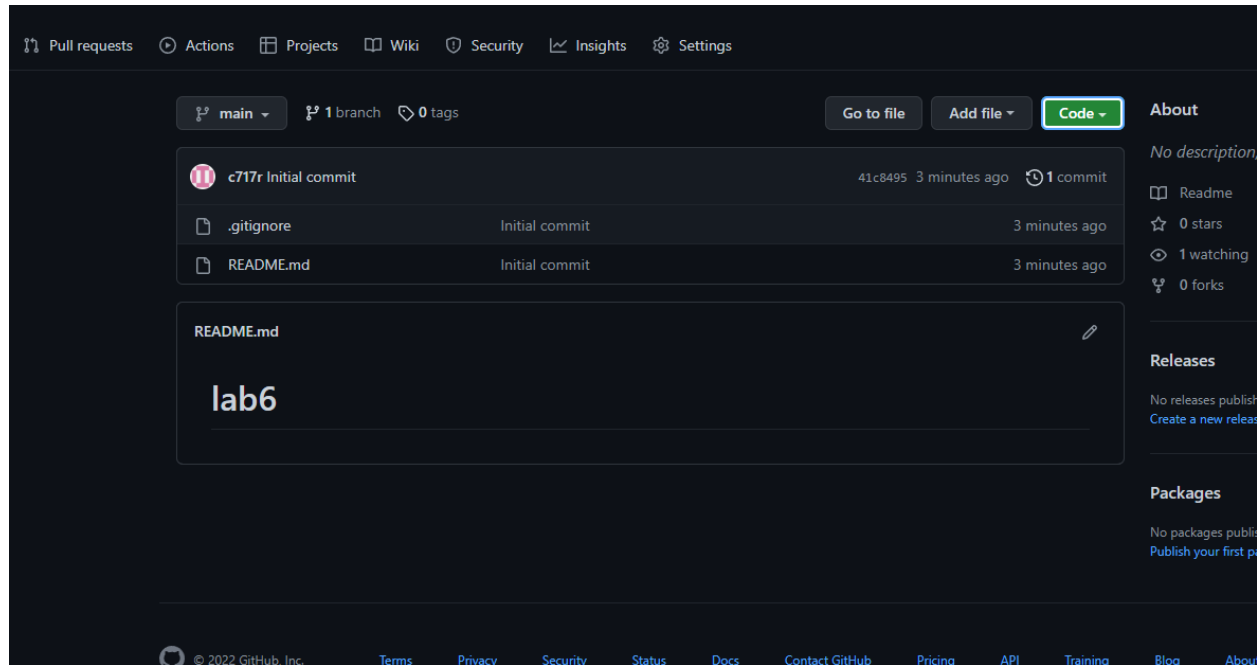 Pull requests Actions Projects Wiki Security Insights Settings
main 1 branch 0 tags Go to file Add file Code
c717r Initial commit 41c8495 3 minutes ago 1 commit
.gitignore Initial commit 3 minutes ago
README.md Initial commit 3 minutes ago
README.md
lab6
About
No description,
Readme
0 stars
1 watching
0 forks
Releases
No releases publish
Create a new releas
Packages
No packages publis
Publish your first pa
© 2022 GitHub, Inc. Terms Privacy Security Status Docs Contact GitHub Pricing API Training Blog Abou